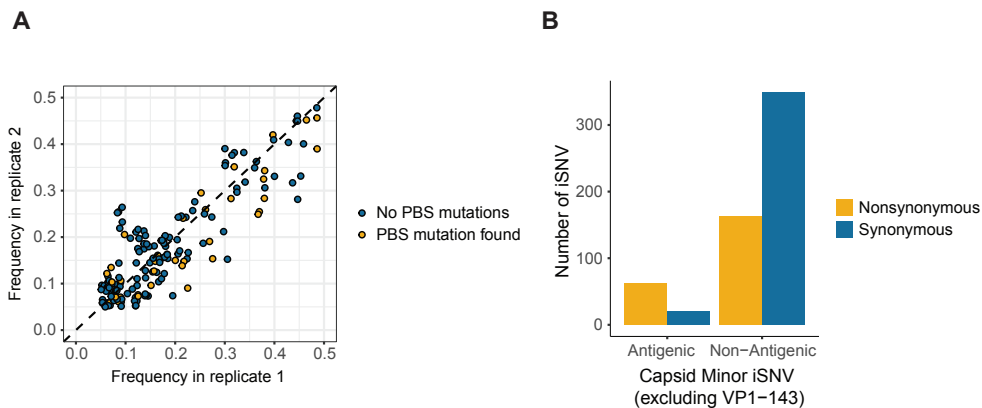 A
0.5
0.4
0.3
0.2
0.1
0.0
Frequency in replicate 2
0.0 0.1 0.2 0.3 0.4 0.5
Frequency in replicate 1
No PBS mutations
PBS mutation found
B
300
200
100
0
Number of iSNV
Antigenic Non−Antigenic
Capsid Minor iSNV
(excluding VP1−143)
Nonsynonymous
Synonymous